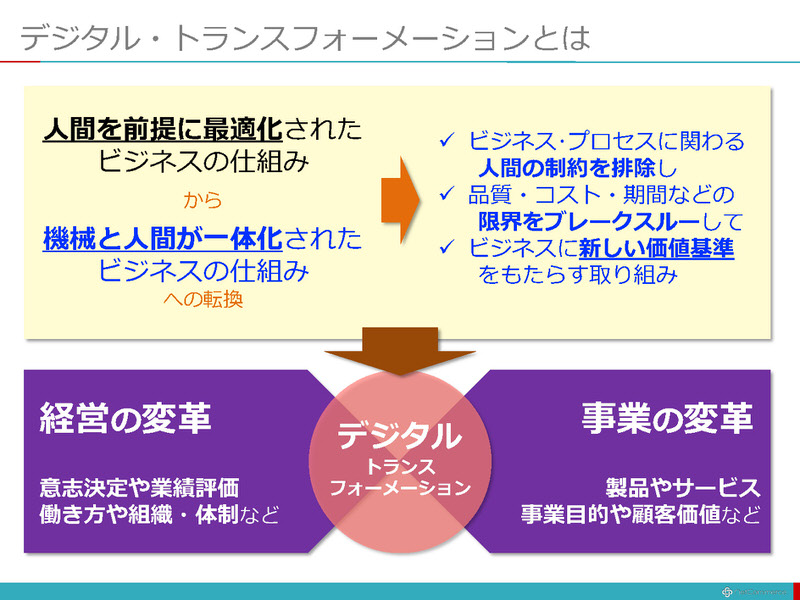 デジタル・トランスフォーメーションとは
人間を前提に最適化された
ビジネスの仕組み
から
機械と人間が一体化された
ビジネスの仕組み
への転換
✓ ビジネス･プロセスに関わる
人間の制約を排除し
✓ 品質・コスト・期間などの
限界をブレークスルーして
✓ ビジネスに新しい価値基準
をもたらす取り組み
経営の変革
意志決定や業績評価
働き方や組織・体制など
デジタル
トランス
フォーメーション
事業の変革
製品やサービス
事業目的や顧客価値など